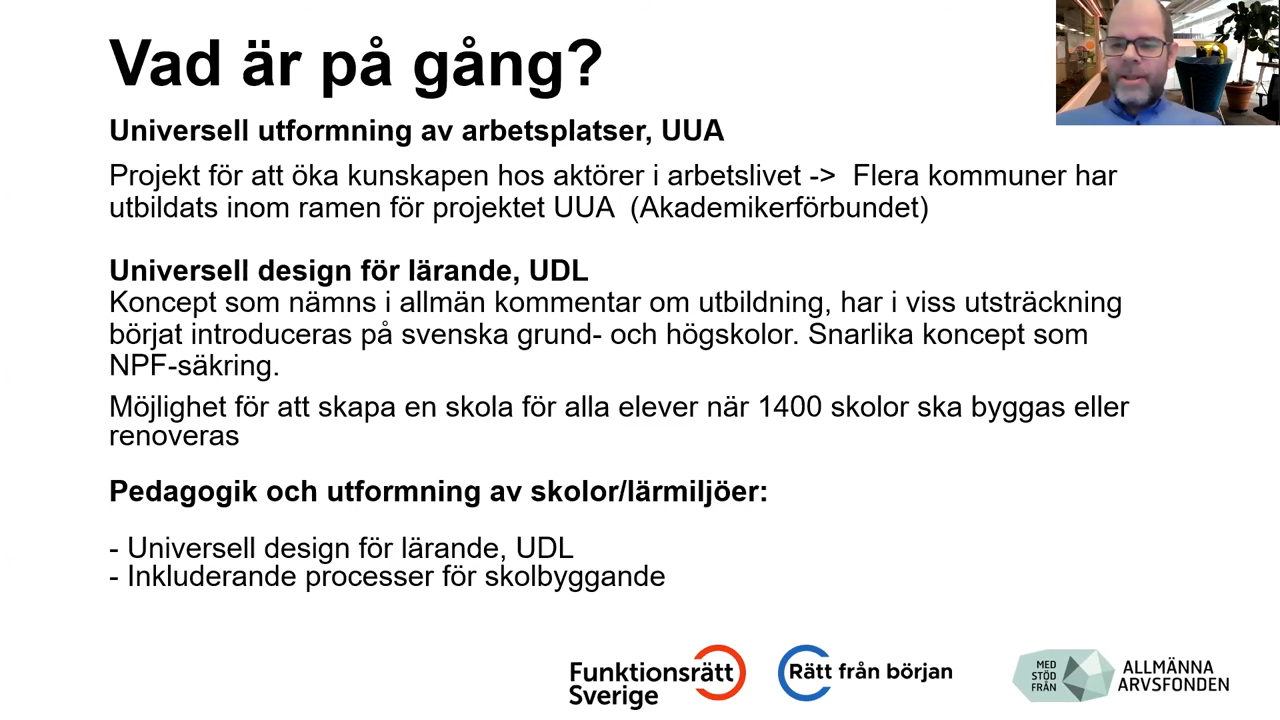 Vad är på gång?
Universell utformning av arbetsplatser, UUA
Projekt för att öka kunskapen hos aktörer i arbetslivet -> Flera kommuner har
utbildats inom ramen för projektet UUA (Akademikerförbundet)
Universell design för lärande, UDL
Koncept som nämns i allmän kommentar om utbildning, har i viss utsträckning
börjat introduceras på svenska grund- och högskolor. Snarlika koncept som
NPF-säkring.
Möjlighet för att skapa en skola för alla elever när 1400 skolor ska byggas eller
renoveras
Pedagogik och utformning av skolor/lärmiljöer:
- Universell design för lärande, UDL
- Inkluderande processer för skolbyggande
Funktionsrätt
Sverige
Rätt från början
MED
STÖD
FRÅN
ALLMÄNNA
ARVSFONDEN